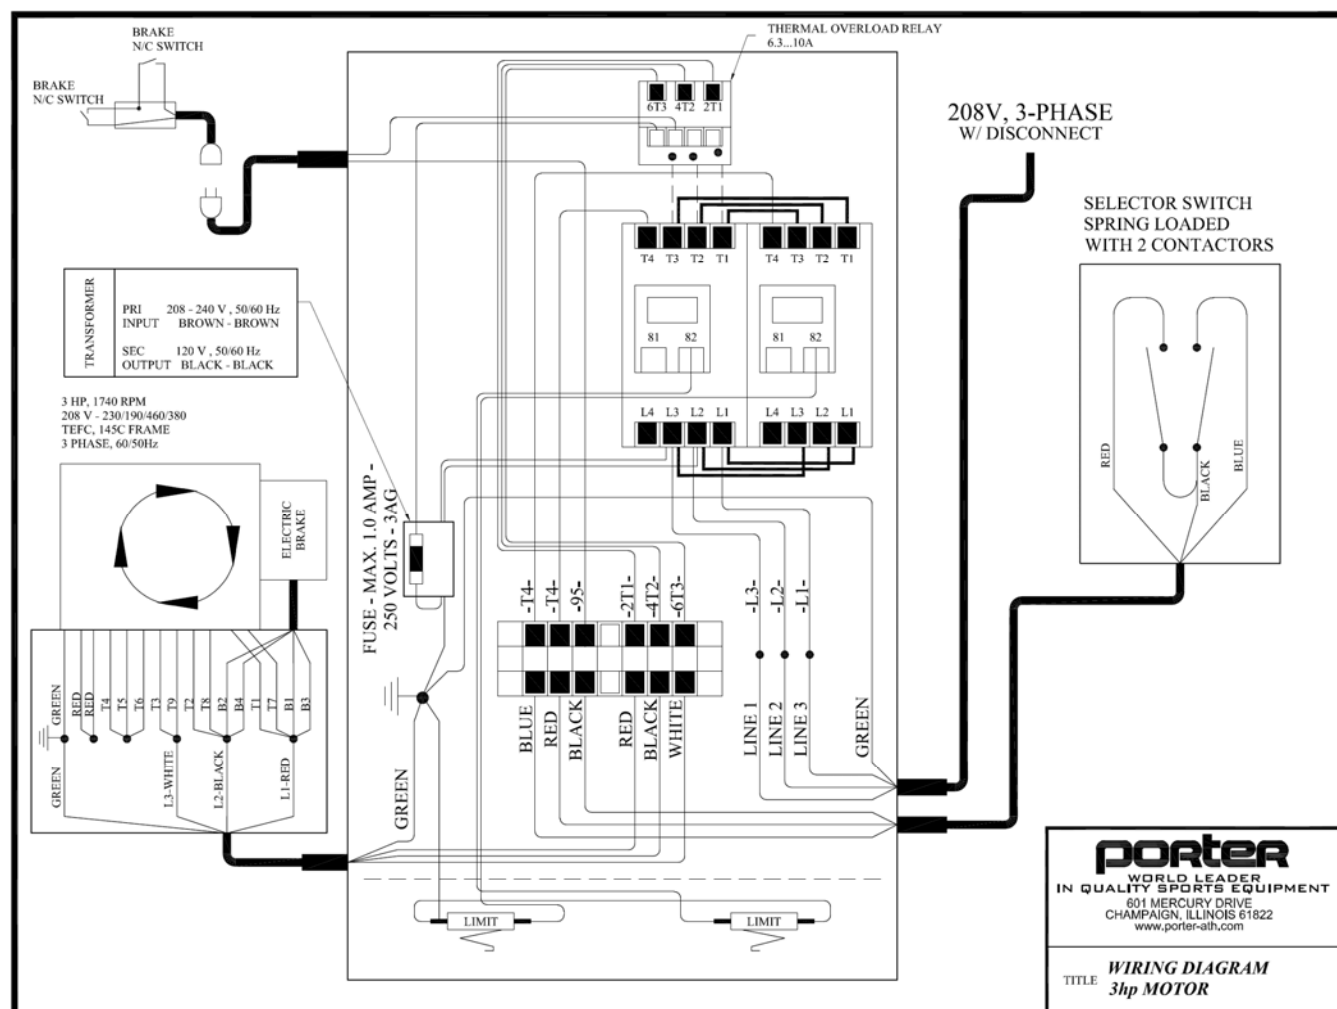 BRAKE
N/C SWITCH
BRAKE
N/C SWITCH
THERMAL OVERLOAD RELAY
6.3...10A
6T3 4T2 2T1
208V, 3-PHASE
W/ DISCONNECT
SELECTOR SWITCH
SPRING LOADED
WITH 2 CONTACTORS
RED
BLACK
BLUE
T4 T3 T2 T1 T4 T3 T2 T1
81 82 81 82
L4 L3 L2 L1 L4 L3 L2 L1
TRANSFORMER
PRI 208 - 240 V , 50/60 Hz
INPUT BROWN - BROWN
SEC 120 V , 50/60 Hz
OUTPUT BLACK - BLACK
3 HP, 1740 RPM
208 V - 230/190/460/380
TEFC, 145C FRAME
3 PHASE, 60/50Hz
ELECTRIC
BRAKE
FUSE - MAX. 1.0 AMP -
250 VOLTS - 3AG
-T4- -T4- -95- -2T1- -4T2- -6T3- -L3- -L2- -L1-
GREEN RED RED T4 T5 T6 T3 T9 T2 T8 B2 B4 T1 T7 B1 B3
GREEN L3-WHITE L2-BLACK L1-RED
BLUE RED BLACK RED BLACK WHITE LINE 1 LINE 2 LINE 3 GREEN
GREEN
LIMIT LIMIT
PORTER
WORLD LEADER
IN QUALITY SPORTS EQUIPMENT
601 MERCURY DRIVE
CHAMPAIGN, ILLINOIS 61822
www.porter-ath.com
TITLE WIRING DIAGRAM
3hp MOTOR